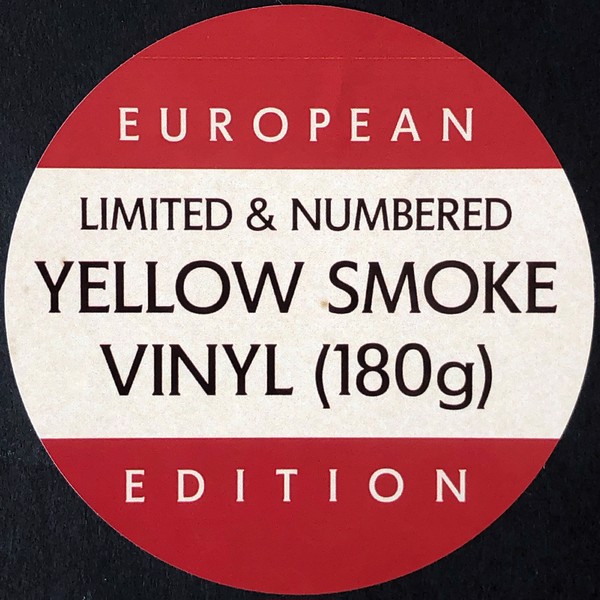 EUROPEAN
LIMITED & NUMBERED
YELLOW SMOKE
VINYL (180g)
EDITION